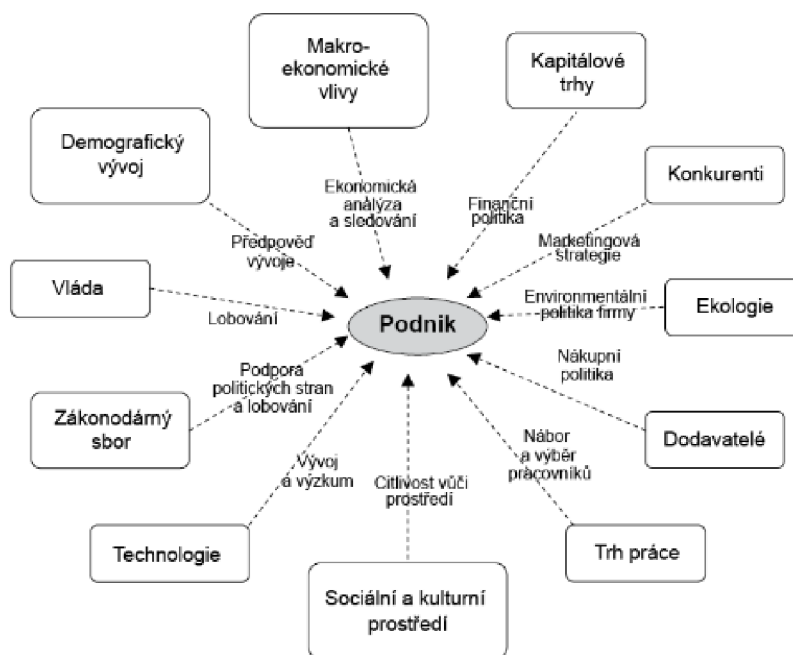 Makro-
ekonomické
vlivy
Kapitálové
trhy
Demografický
vývoj
Konkurenti
Ekonomická
analýza
a sledování
Finanční
politika
Marketingová
strategie
Předpověď
vývoje
Vláda
Lobování
Podnik
Environmentální
politika firmy
Ekologie
Nákupní
politika
Podpora
politických stran
a lobování
Zákonodárný
sbor
Dodavatelé
Nábor
a výběr
pracovníků
Vývoj
a výzkum
Citlivost vůči
prostředí
Technologie
Trh práce
Sociální a kulturní
prostředí